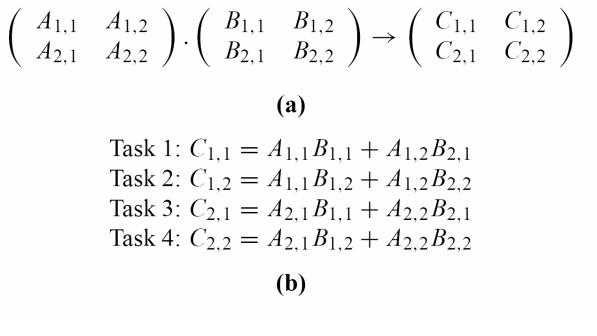 ( A1,1 A1,2 ) . ( B1,1 B1,2 ) → ( C1,1 C1,2 )
( A2,1 A2,2 ) ( B2,1 B2,2 ) ( C2,1 C2,2 )
(a)
Task 1: C1,1 = A1,1B1,1 + A1,2B2,1
Task 2: C1,2 = A1,1B1,2 + A1,2B2,2
Task 3: C2,1 = A2,1B1,1 + A2,2B2,1
Task 4: C2,2 = A2,1B1,2 + A2,2B2,2
(b)